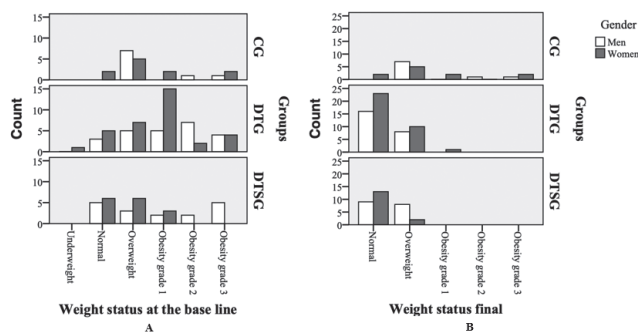 Gender
Men
Women
Count
15
10
5
0
CG
15
10
5
0
DTG
15
10
5
0
DTSG
Groups
Underweight
Normal
Overweight
Obesity grade 1
Obesity grade 2
Obesity grade 3
Weight status at the base line
A
Count
25
20
15
10
5
0
CG
25
20
15
10
5
0
DTG
25
20
15
10
5
0
DTSG
Groups
Normal
Overweight
Obesity grade 1
Obesity grade 2
Obesity grade 3
Weight status final
B